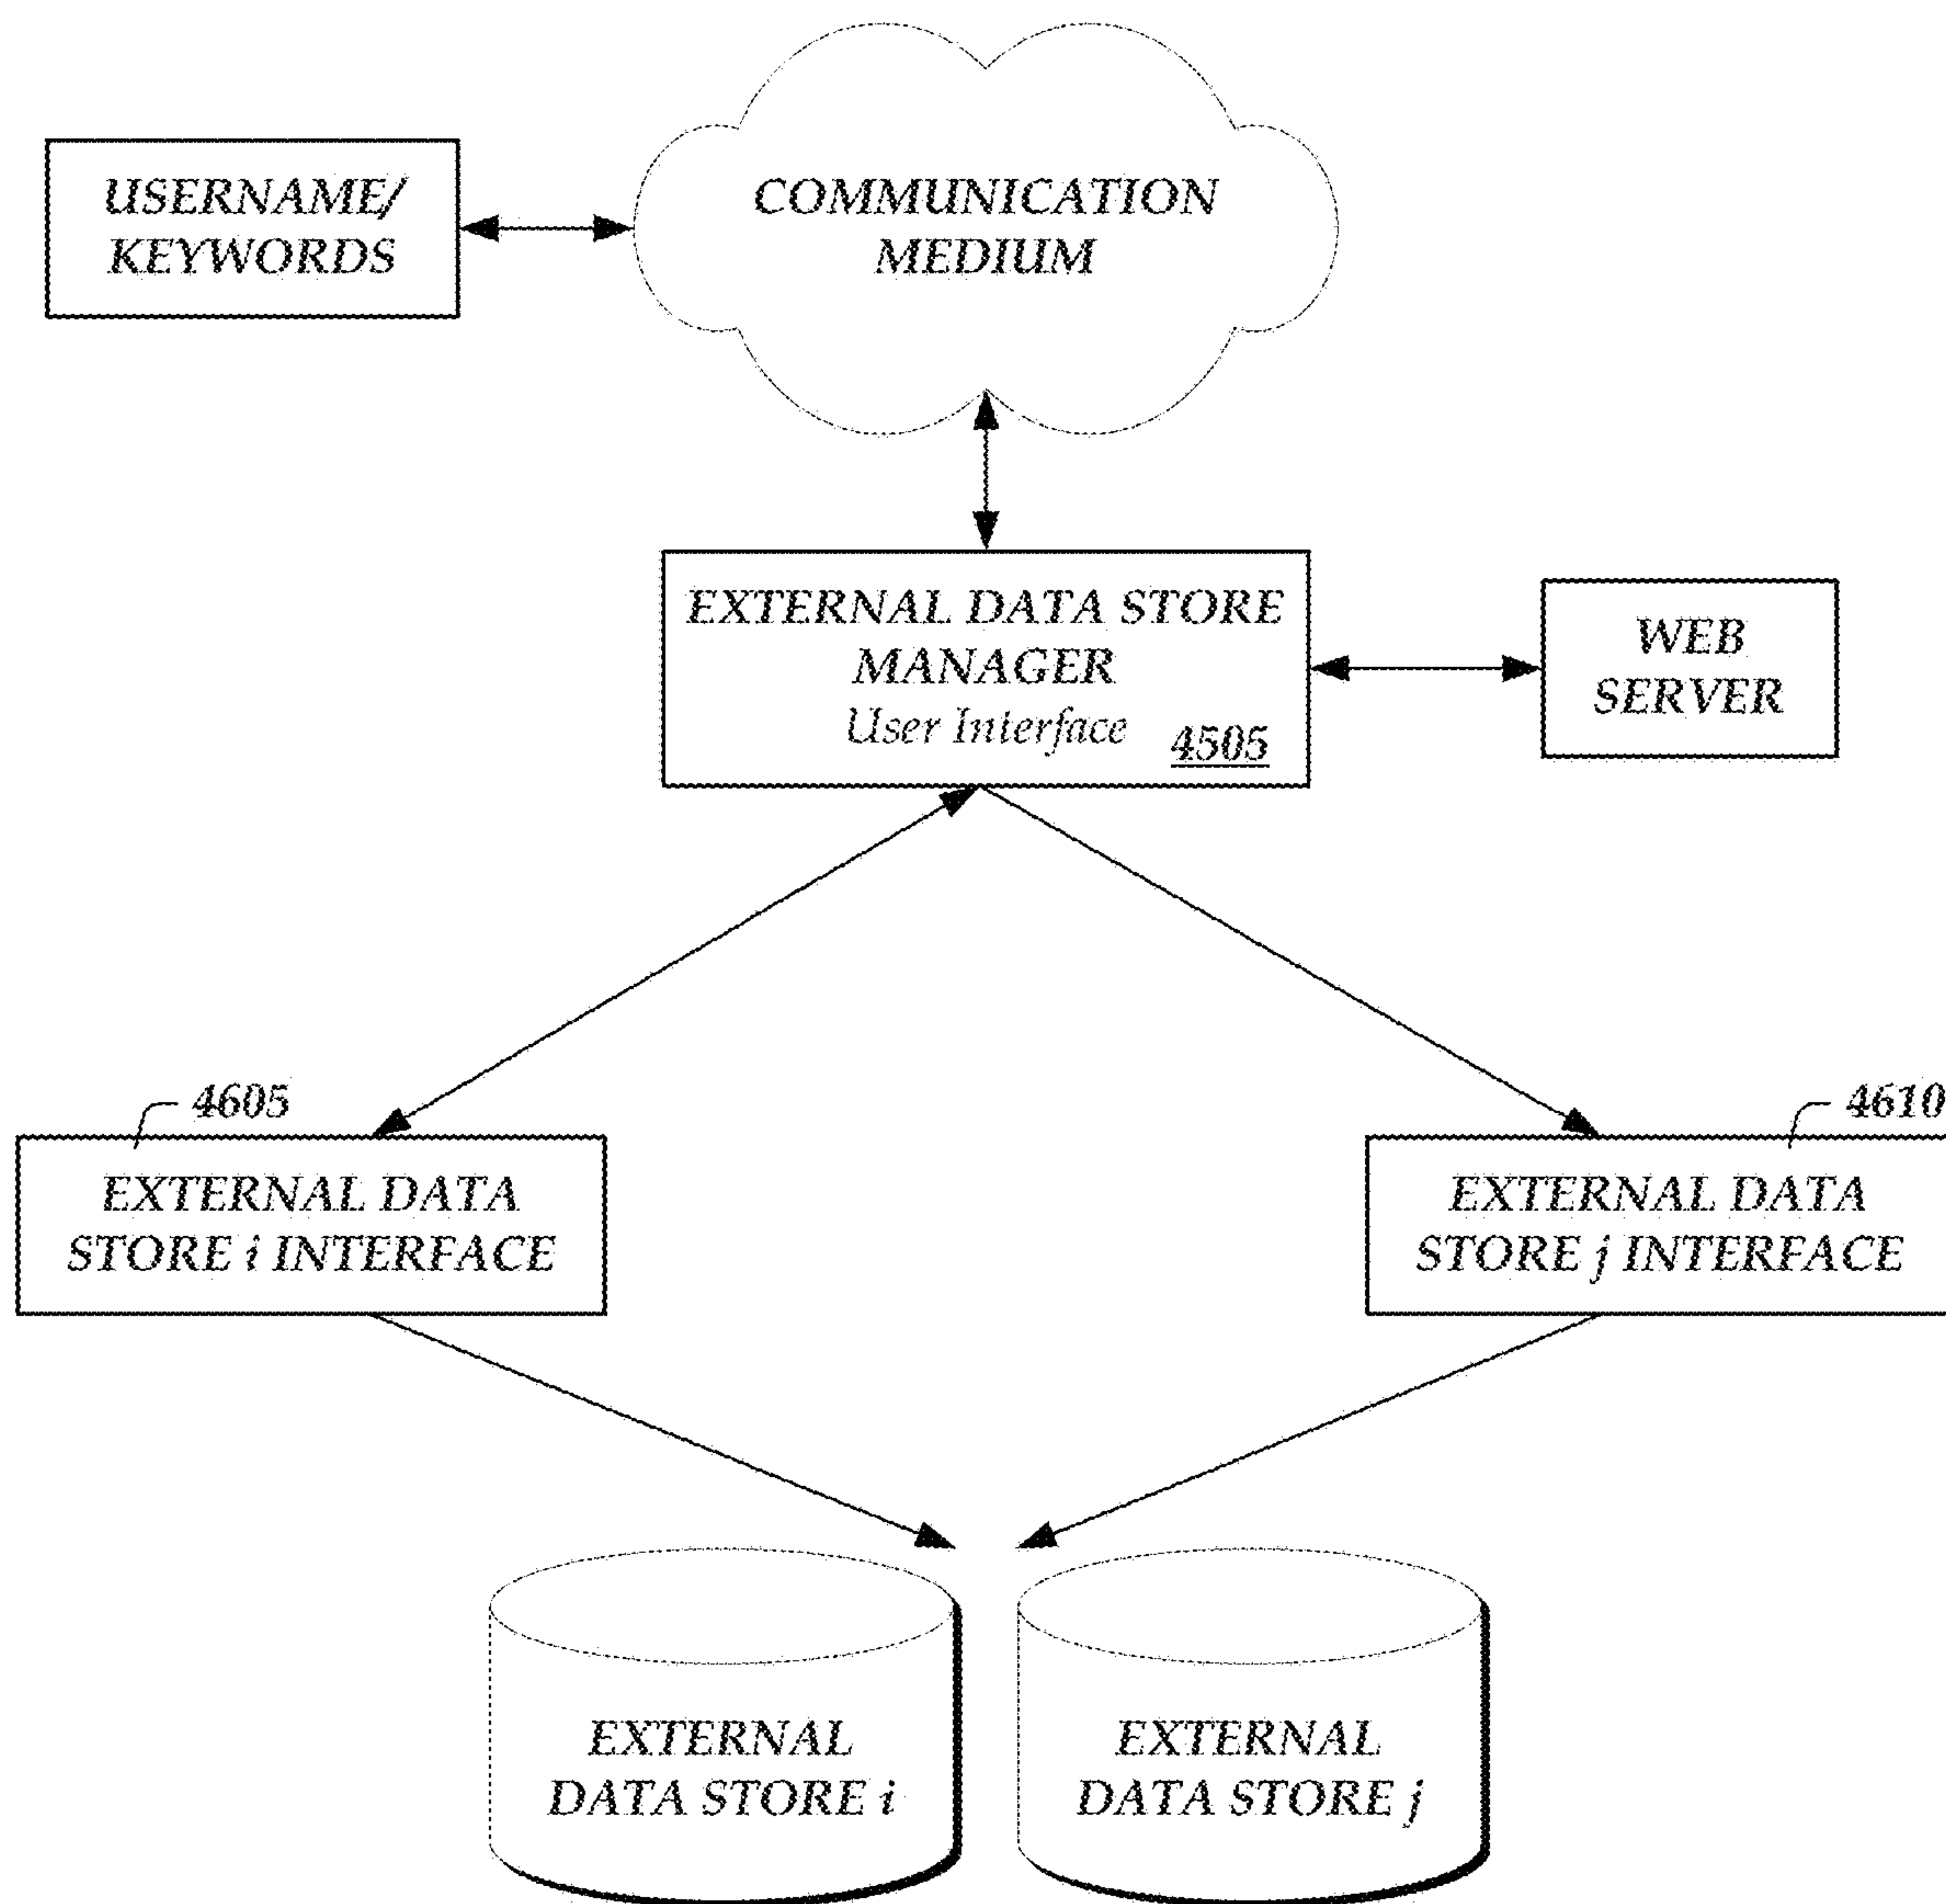 USERNAME/
KEYWORDS
COMMUNICATION
MEDIUM
EXTERNAL DATA STORE
MANAGER
User Interface
4505
WEB
SERVER
4605
EXTERNAL DATA
STORE i INTERFACE
4610
EXTERNAL DATA
STORE j INTERFACE
EXTERNAL
DATA STORE i
EXTERNAL
DATA STORE j